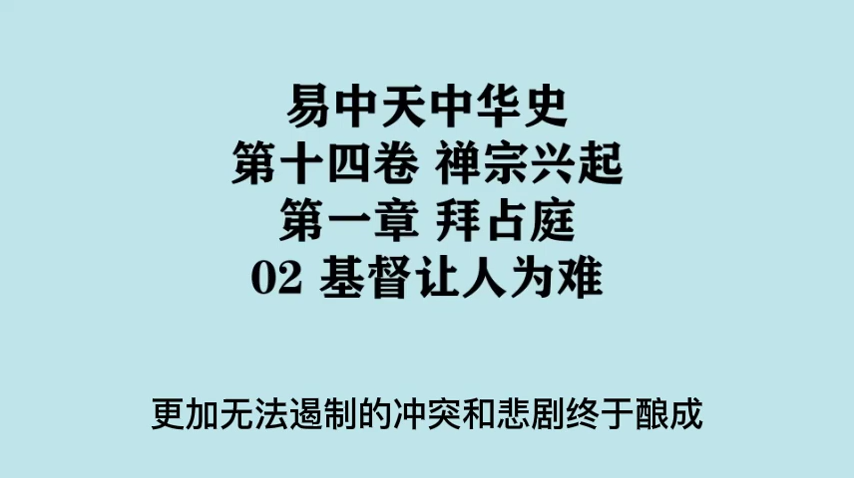 易中天中华史
第十四卷 禅宗兴起
第一章 拜占庭
02 基督让人为难
更加无法遏制的冲突和悲剧终于酿成